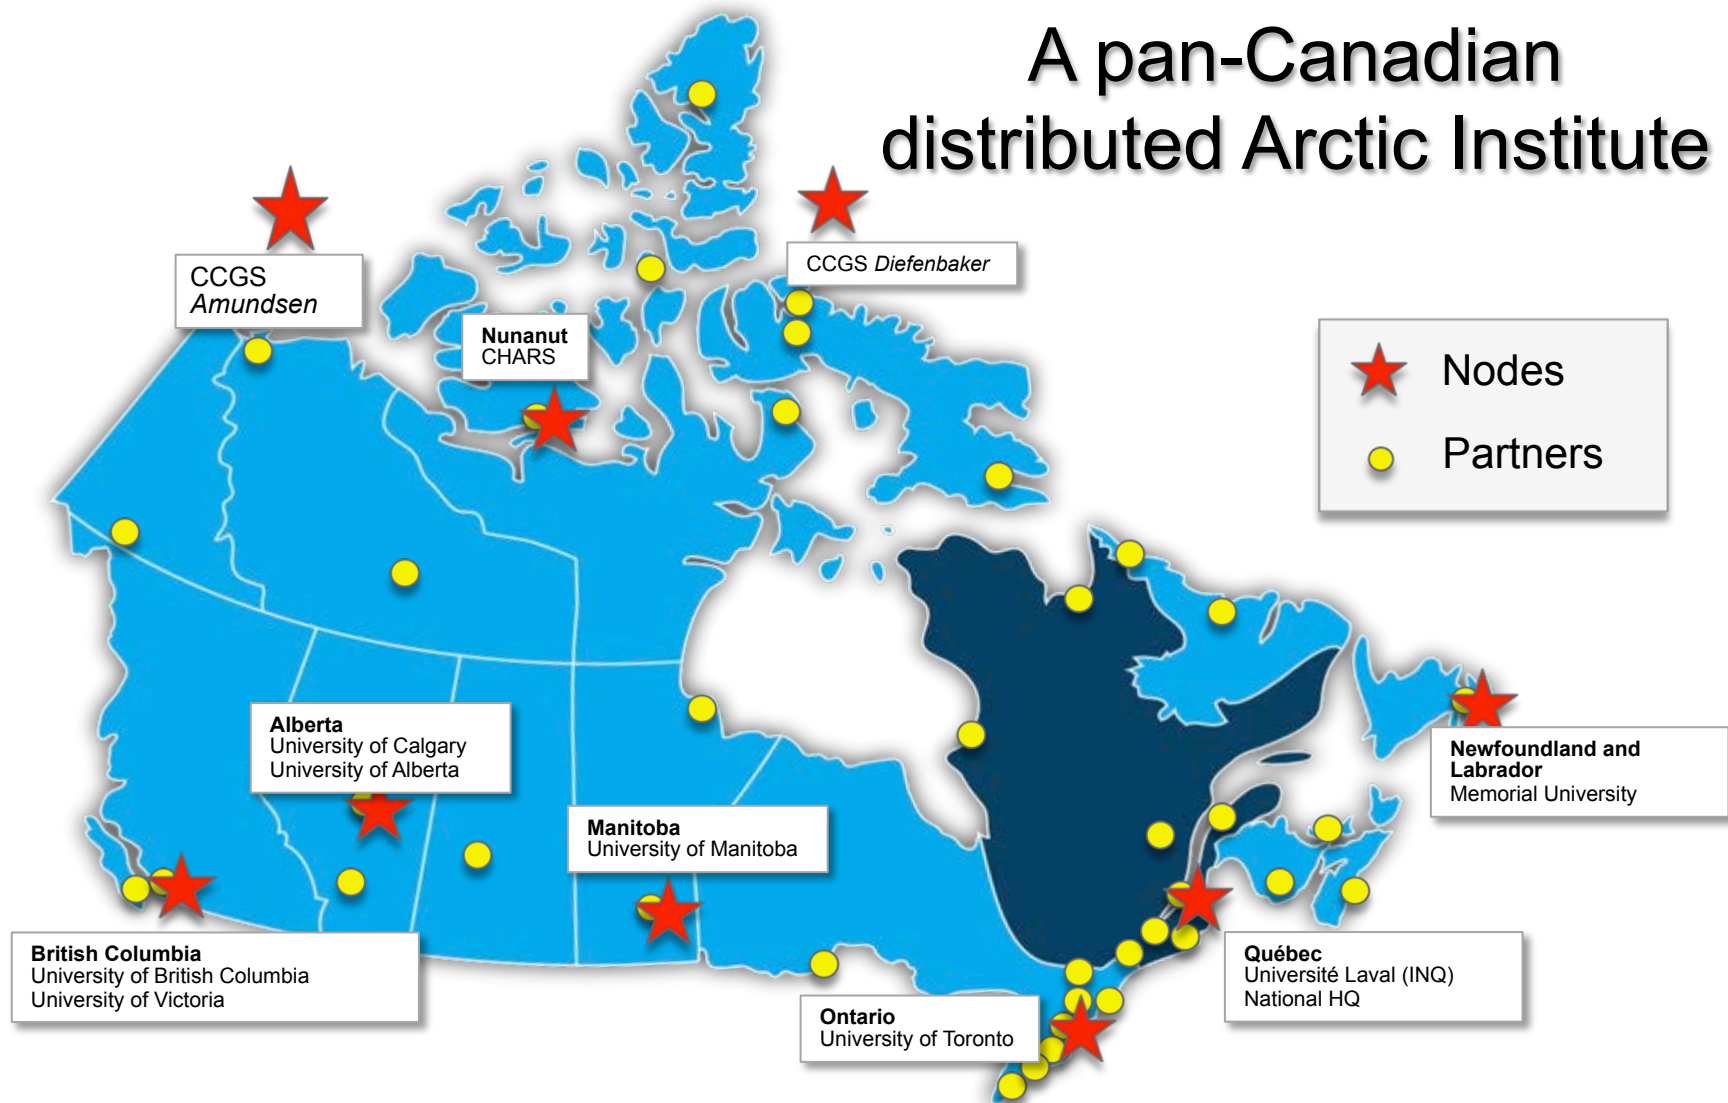 A pan-Canadian
distributed Arctic Institute
CCGS
Amundsen
CCGS Diefenbaker
Nunanut
CHARS
Nodes
Partners
Alberta
University of Calgary
University of Alberta
Manitoba
University of Manitoba
Newfoundland and
Labrador
Memorial University
British Columbia
University of British Columbia
University of Victoria
Québec
Université Laval (INQ)
National HQ
Ontario
University of Toronto